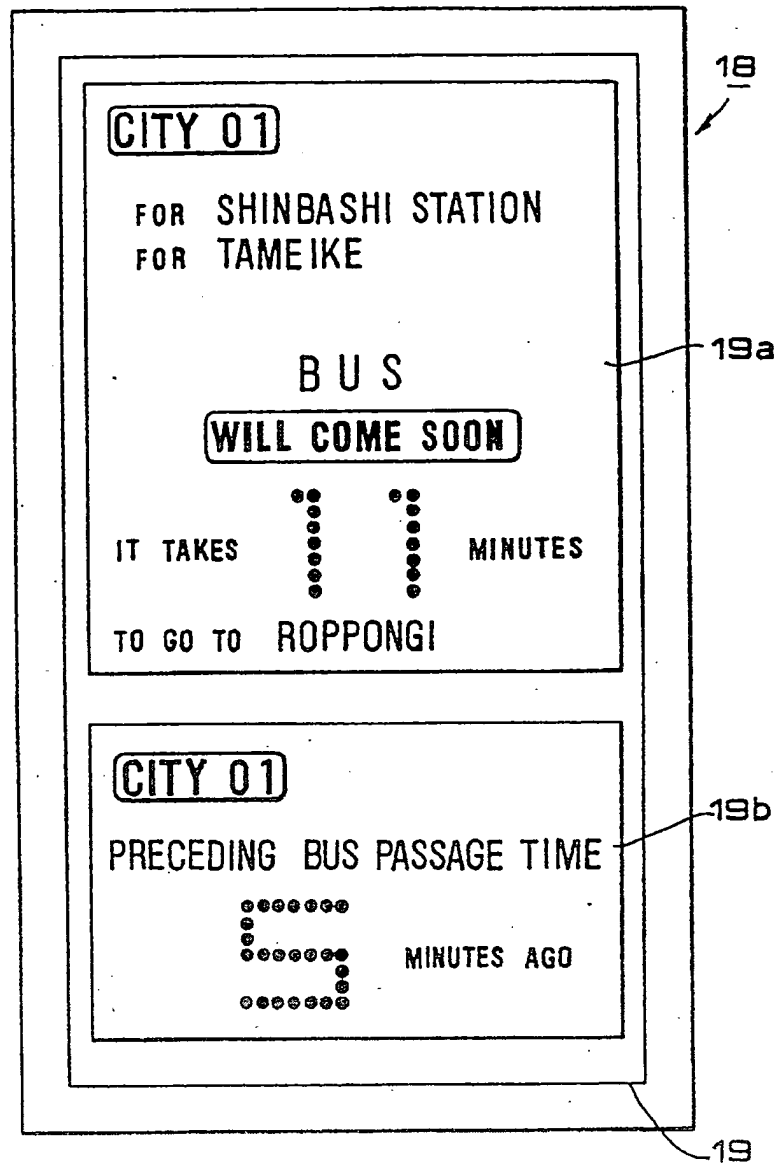 18
CITY 01
FOR SHINBASHI STATION
FOR TAMEIKE
19a
BUS
WILL COME SOON
IT TAKES 11 MINUTES
TO GO TO ROPPONGI
CITY 01
19b
PRECEDING BUS PASSAGE TIME
5 MINUTES AGO
19